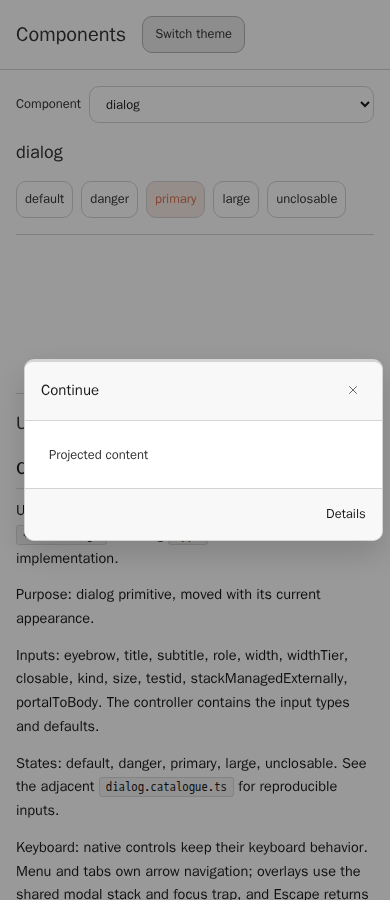 Components
Switch theme
Component
dialog
dialog
default
danger
primary
large
unclosable
Continue
Projected content
Details
implementation.
Purpose: dialog primitive, moved with its current
appearance.
Inputs: eyebrow, title, subtitle, role, width, widthTier,
closable, kind, size, testid, stackManagedExternally,
portalToBody. The controller contains the input types
and defaults.
States: default, danger, primary, large, unclosable. See
the adjacent dialog.catalogue.ts for reproducible
inputs.
Keyboard: native controls keep their keyboard behavior.
Menu and tabs own arrow navigation; overlays use the
shared modal stack and focus trap, and Escape returns